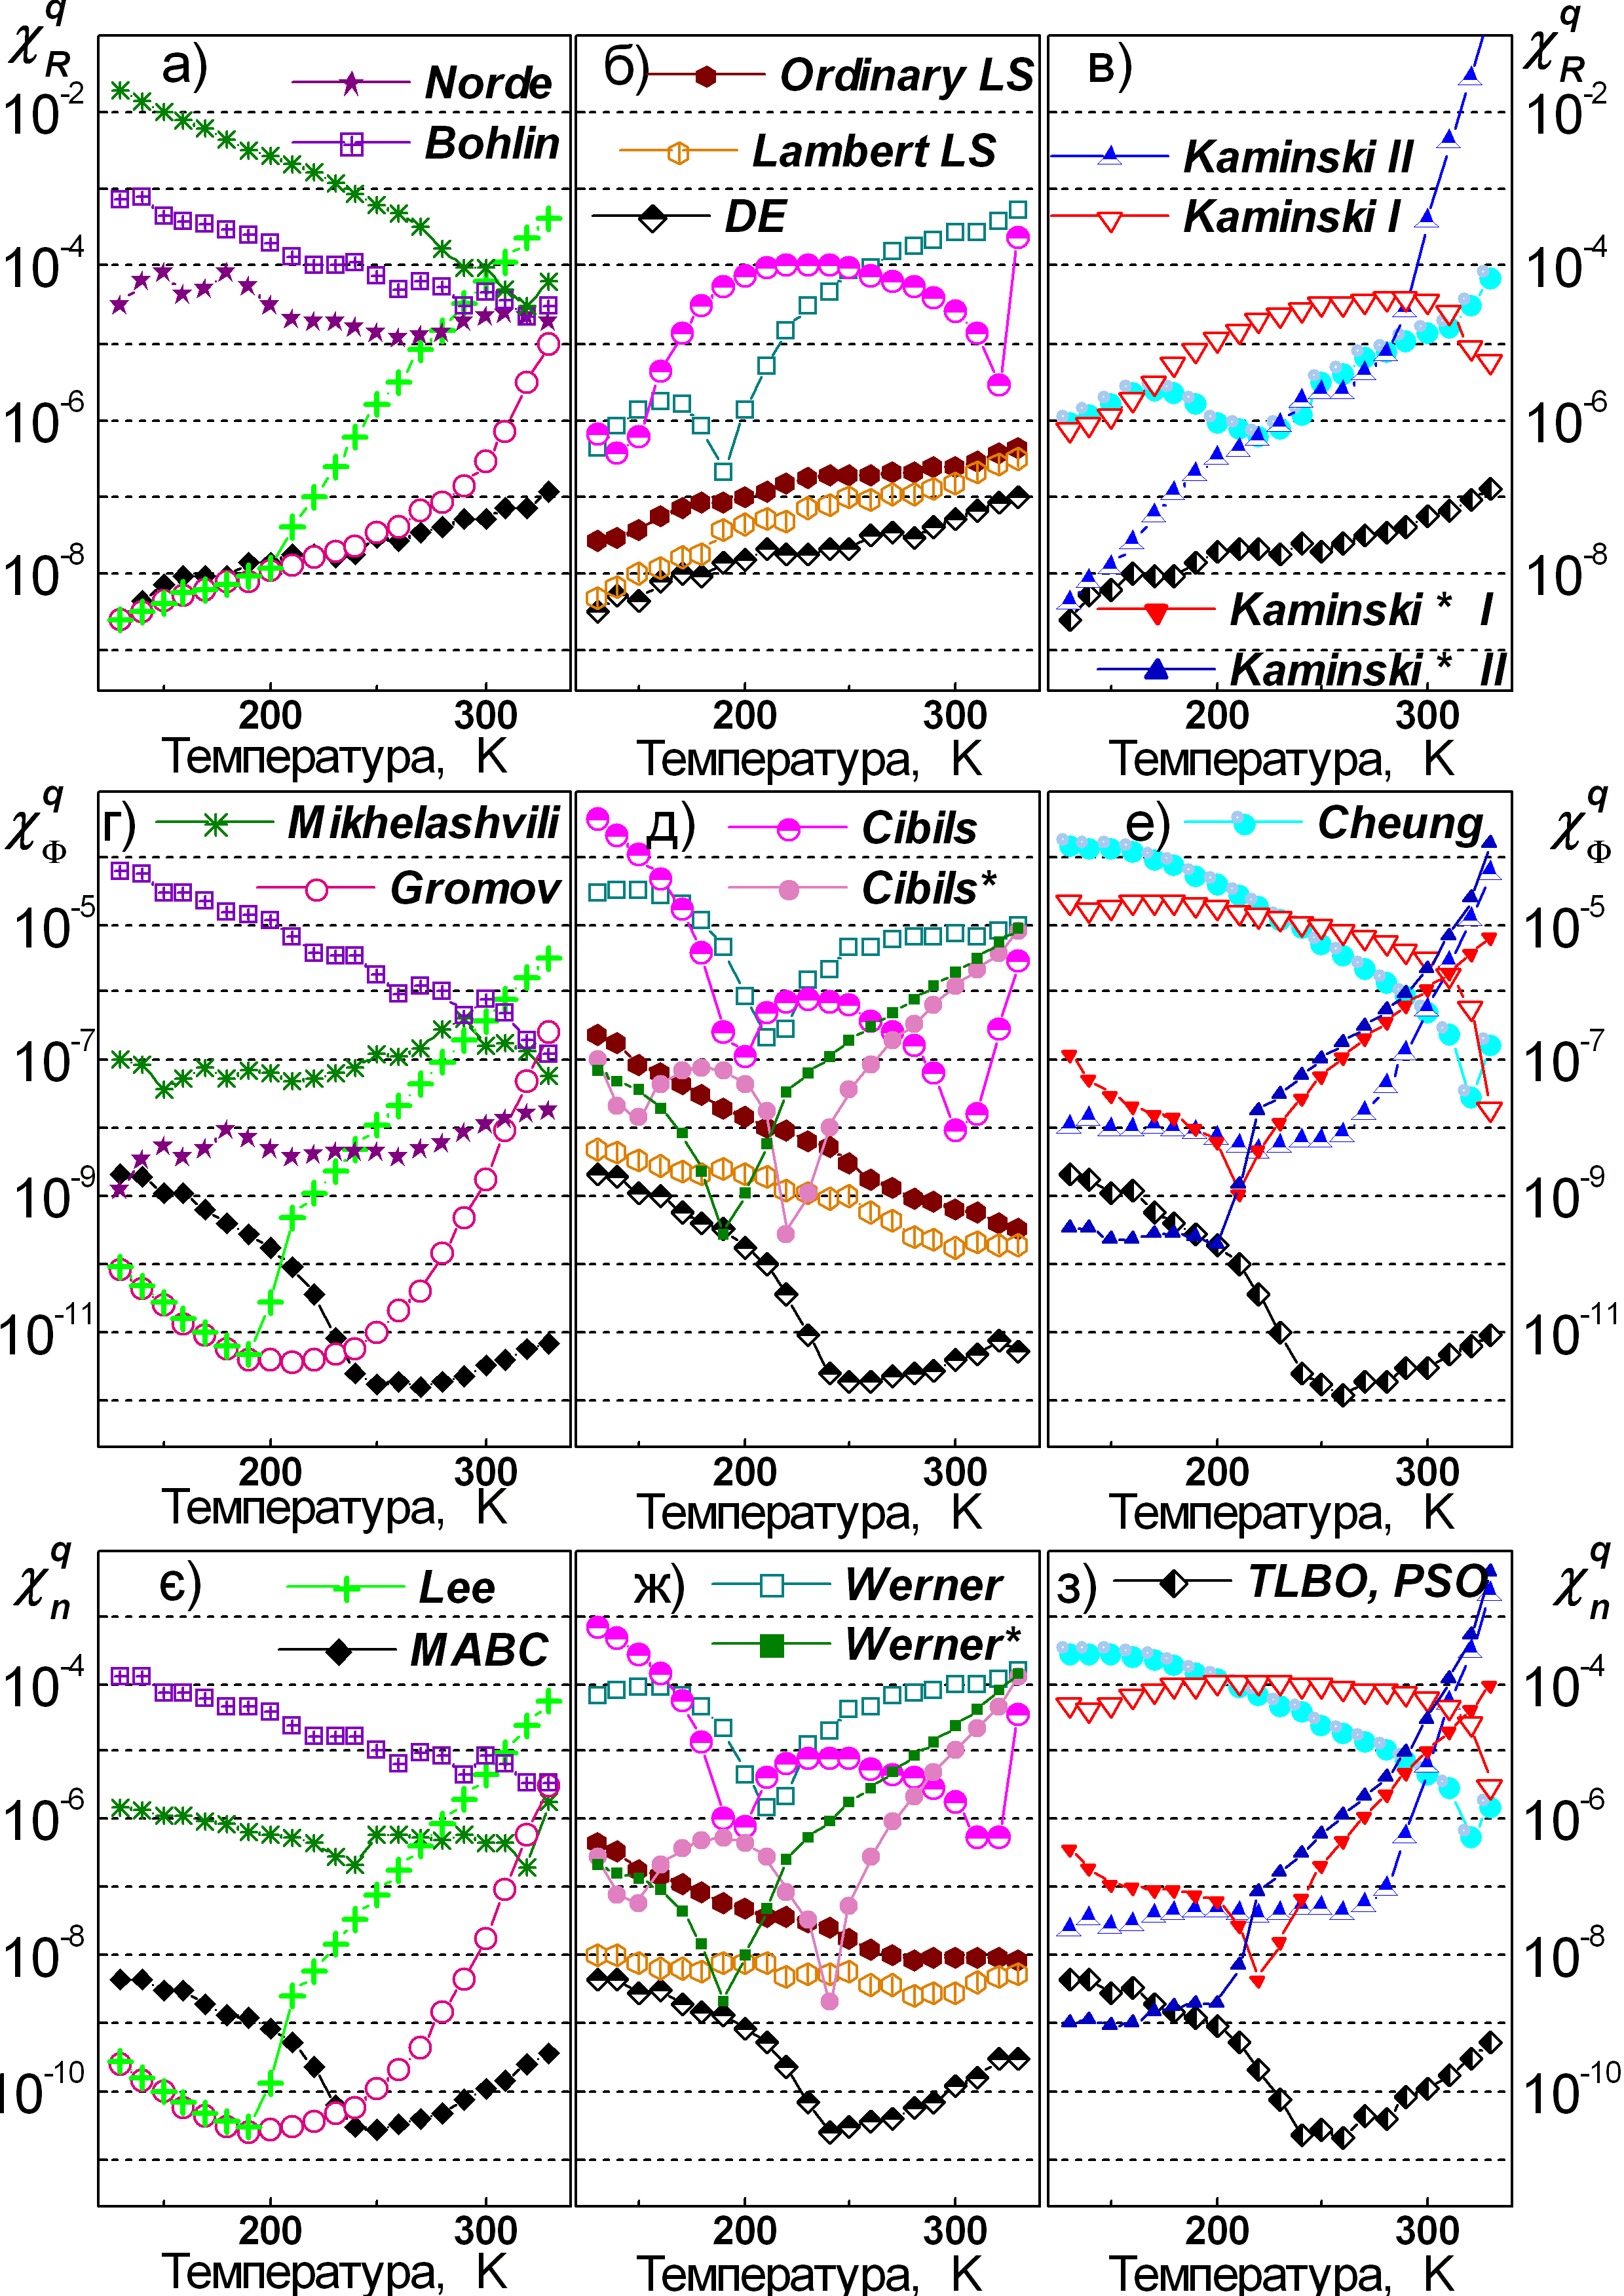 χ_R^q
а) Norde
Bohlin
б) Ordinary LS
Lambert LS
DE
в) χ_R^q
Kaminski II
Kaminski I
Kaminski * I
Kaminski * II
10^-2 10^-2
10^-4 10^-4
10^-6 10^-6
10^-8 10^-8
200 300 200 300 200 300
Температура, К Температура, К Температура, К
χ_Φ^q
г) Mikhelashvili
Gromov
д) Cibils
Cibils*
е) Cheung
χ_Φ^q
10^-5 10^-5
10^-7 10^-7
10^-9 10^-9
10^-11 10^-11
200 300 200 300 200 300
Температура, К Температура, К Температура, К
χ_n^q
є) Lee
MABC
ж) Werner
Werner*
з) TLBO, PSO
χ_n^q
10^-4 10^-4
10^-6 10^-6
10^-8 10^-8
10^-10 10^-10
200 300 200 300 200 300
Температура, К Температура, К Температура, К